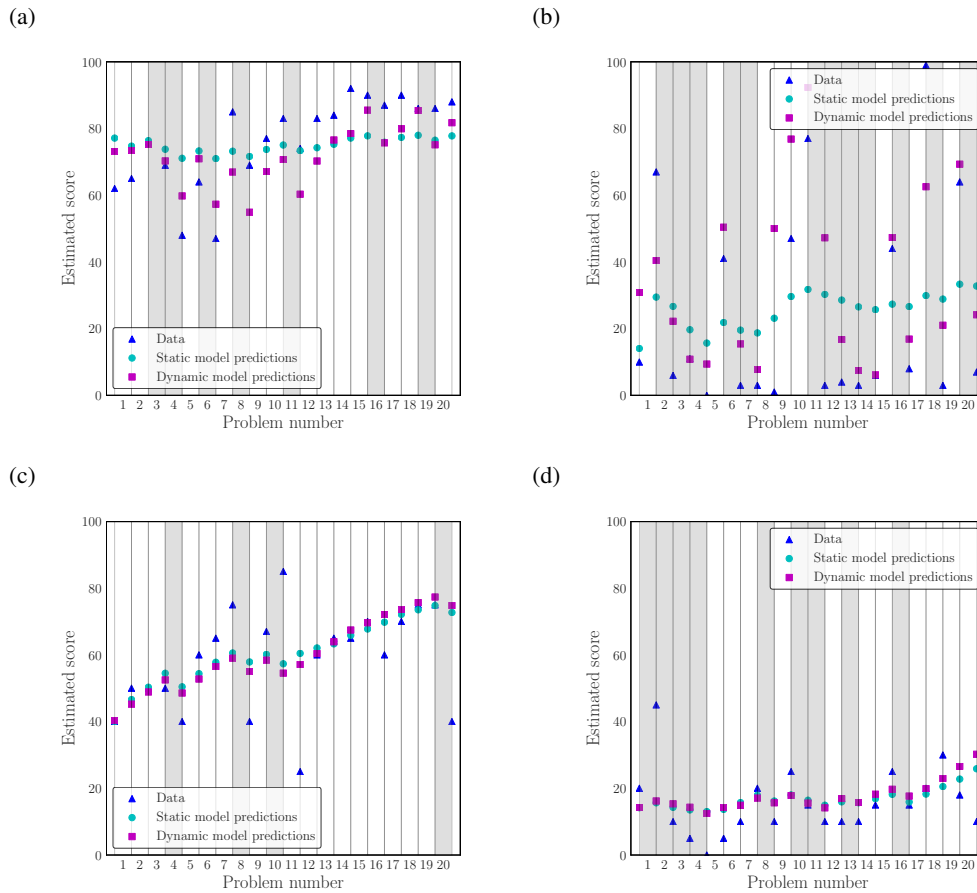 (a)
(b)
100
80
60
40
20
0
Estimated score
Data
Static model predictions
Dynamic model predictions
1 2 3 4 5 6 7 8 9 10 11 12 13 14 15 16 17 18 19 20
Problem number
100
80
60
40
20
0
Estimated score
Data
Static model predictions
Dynamic model predictions
1 2 3 4 5 6 7 8 9 10 11 12 13 14 15 16 17 18 19 20
Problem number
(c)
(d)
100
80
60
40
20
0
Estimated score
Data
Static model predictions
Dynamic model predictions
1 2 3 4 5 6 7 8 9 10 11 12 13 14 15 16 17 18 19 20
Problem number
100
80
60
40
20
0
Estimated score
Data
Static model predictions
Dynamic model predictions
1 2 3 4 5 6 7 8 9 10 11 12 13 14 15 16 17 18 19 20
Problem number